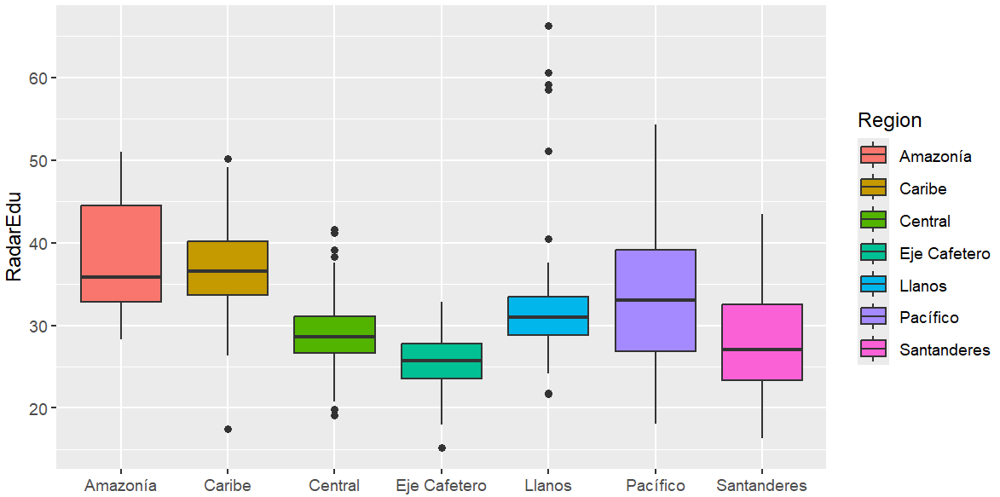 RadarEdu
60
50
40
30
20
Amazonía
Caribe
Central
Eje Cafetero
Llanos
Pacífico
Santanderes
Region
Amazonía
Caribe
Central
Eje Cafetero
Llanos
Pacífico
Santanderes